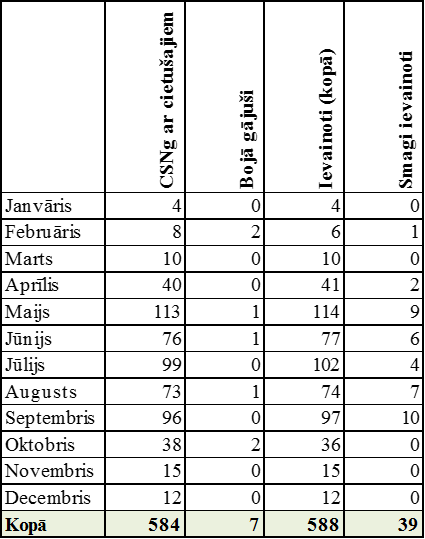 CSNg ar cietušajiem Bojā gājuši Ievainoti (kopā) Smagi ievainoti
Janvāris 4 0 4 0
Februāris 8 2 6 1
Marts 10 0 10 0
Aprīlis 40 0 41 2
Maijs 113 1 114 9
Jūnijs 76 1 77 6
Jūlijs 99 0 102 4
Augusts 73 1 74 7
Septembris 96 0 97 10
Oktobris 38 2 36 0
Novembris 15 0 15 0
Decembris 12 0 12 0
Kopā 584 7 588 39